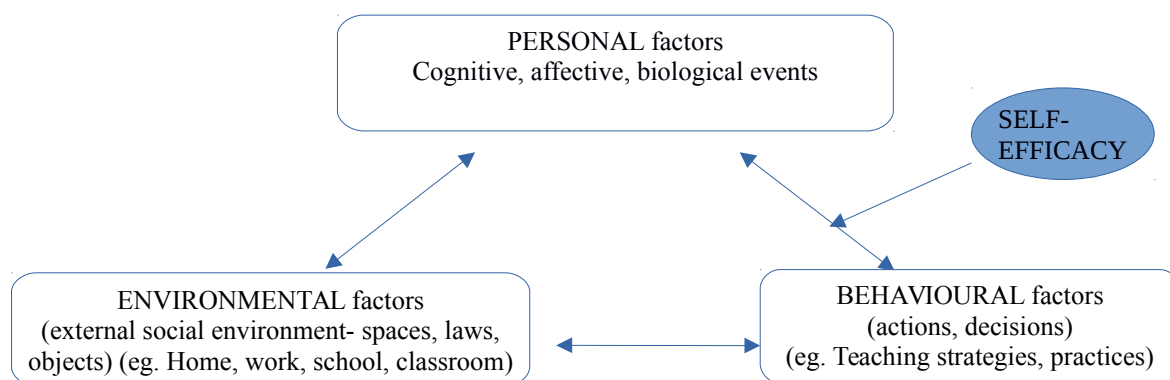 PERSONAL factors
Cognitive, affective, biological events
SELF-
EFFICACY
ENVIRONMENTAL factors
(external social environment- spaces, laws,
objects) (eg. Home, work, school, classroom)
BEHAVIOURAL factors
(actions, decisions)
(eg. Teaching strategies, practices)